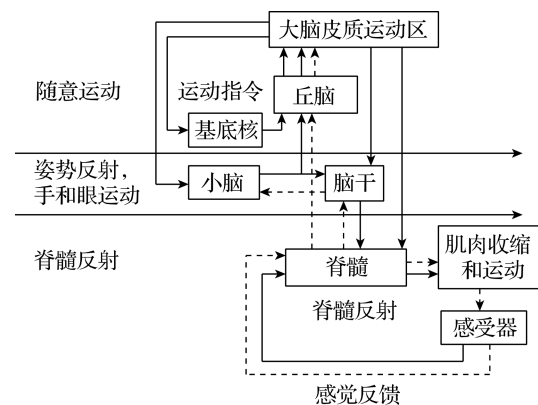 大脑皮质运动区
随意运动
运动指令
丘脑
基底核
姿势反射，
手和眼运动
小脑
脑干
脊髓反射
脊髓
肌肉收缩
和运动
脊髓反射
感受器
感觉反馈